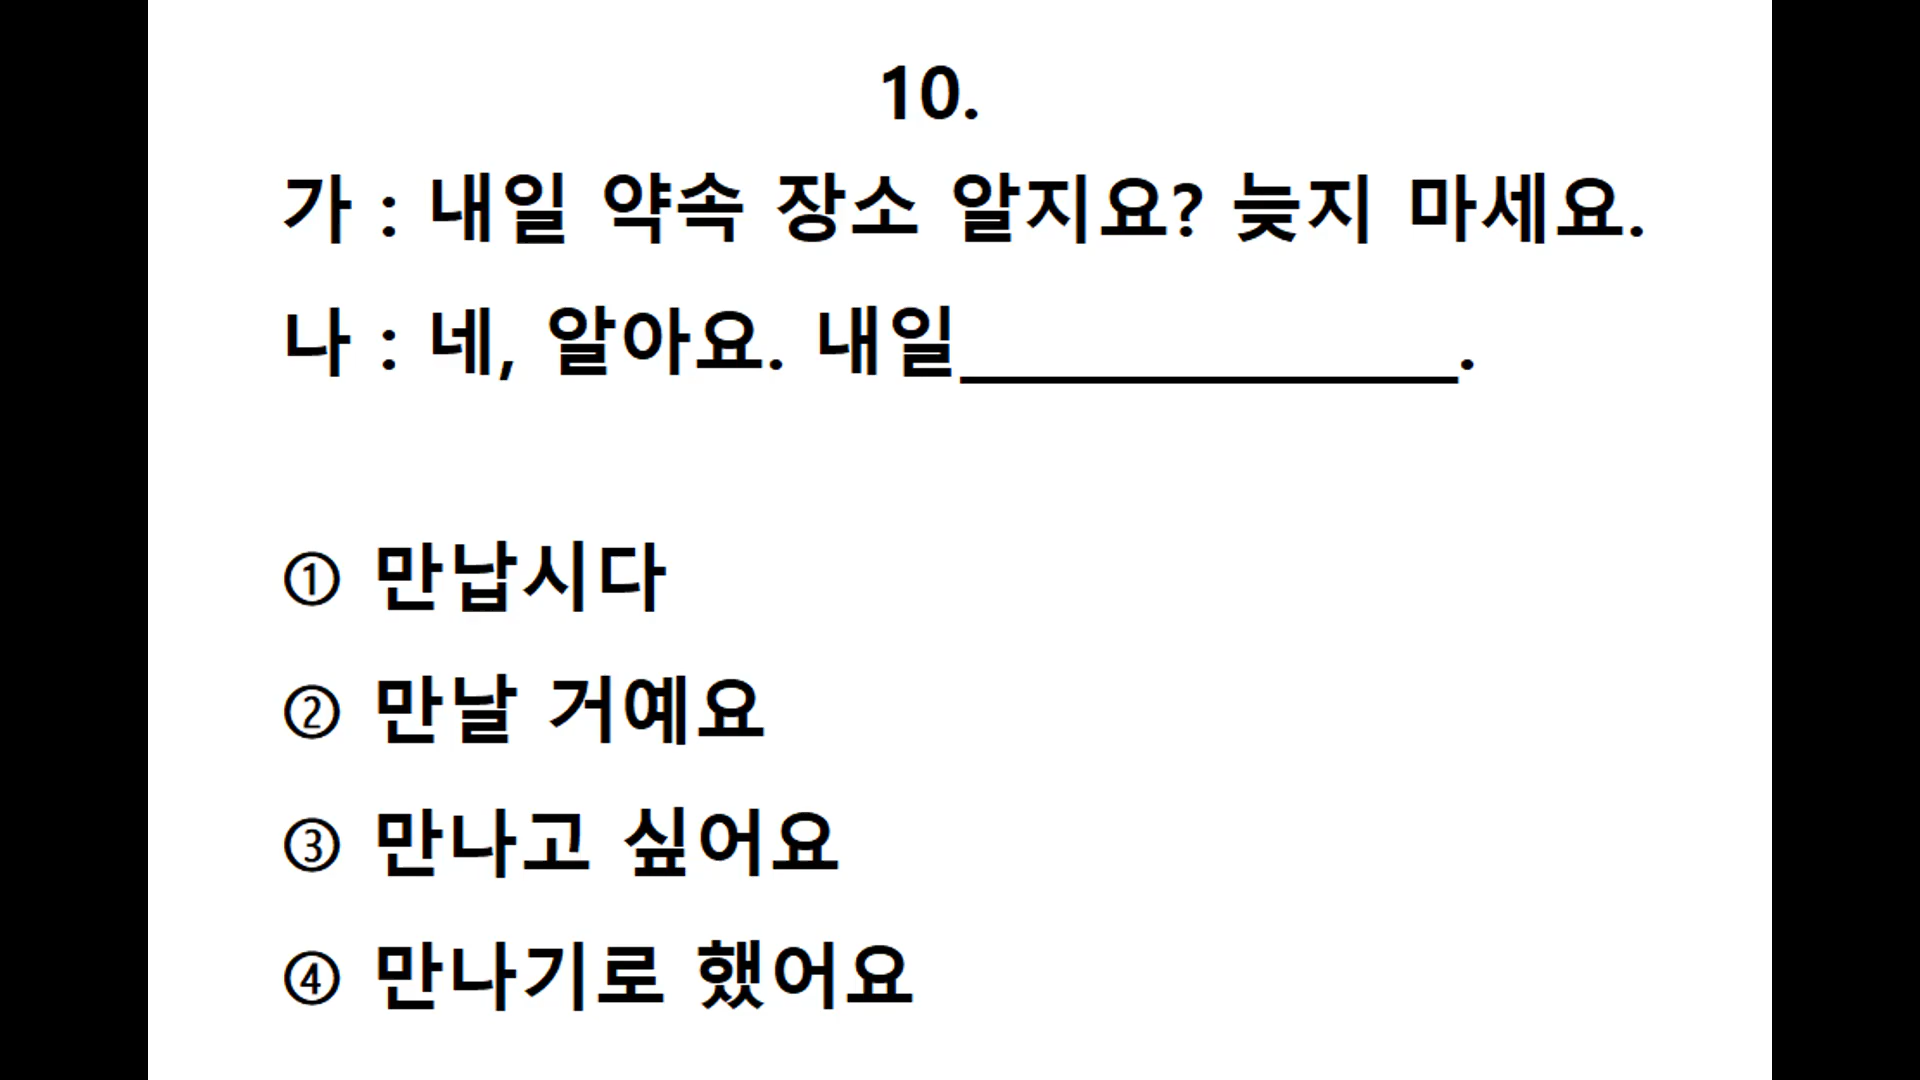 10.
가 : 내일 약속 장소 알지요? 늦지 마세요.
나 : 네, 알아요. 내일______________.
① 만납시다
② 만날 거예요
③ 만나고 싶어요
④ 만나기로 했어요